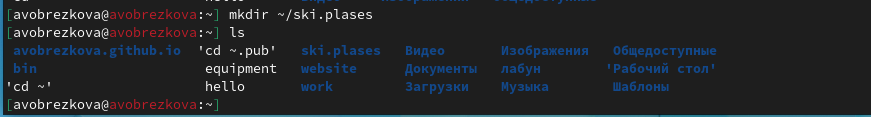 [avobrezkova@avobrezkova:~] mkdir ~/ski.plases
[avobrezkova@avobrezkova:~] ls
avobrezkova.github.io 'cd ~.pub' ski.plases Видео Изображения Общедоступные
bin equipment website Документы лабун 'Рабочий стол'
'cd ~' hello work Загрузки Музыка Шаблоны
[avobrezkova@avobrezkova:~]